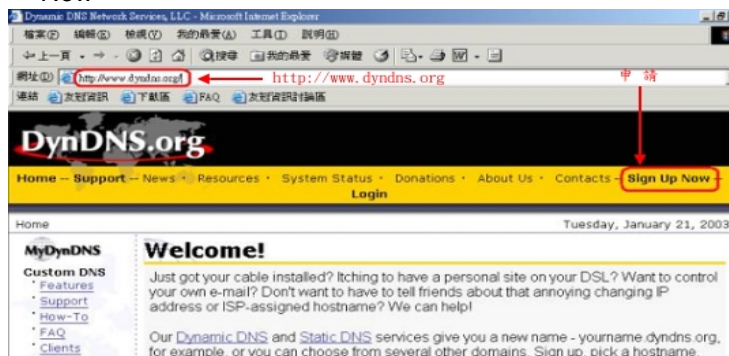 Dynamic DNS Network Services, LLC - Microsoft Internet Explorer
檔案(F) 編輯(E) 檢視(V) 我的最愛(A) 工具(T) 說明(H)
上一頁 搜尋 我的最愛 媒體
網址(D) http://www.dyndns.org/ http://www.dyndns.org 申請
連結 友冠資訊 下載區 FAQ 友冠資訊討論區
DynDNS.org
Home -- Support -- News · Resources · System Status · Donations · About Us · Contacts - Sign Up Now -
Login
Home Tuesday, January 21, 2003
MyDynDNS Welcome!
Custom DNS
Features
Support
How-To
FAQ
Clients
Just got your cable installed? Itching to have a personal site on your DSL? Want to control
your own e-mail? Don't want to have to tell friends about that annoying changing IP
address or ISP-assigned hostname? We can help!
Our Dynamic DNS and Static DNS services give you a new name - yourname.dyndns.org,
for example, or you can choose from several other domains. Sign up, pick a hostname,